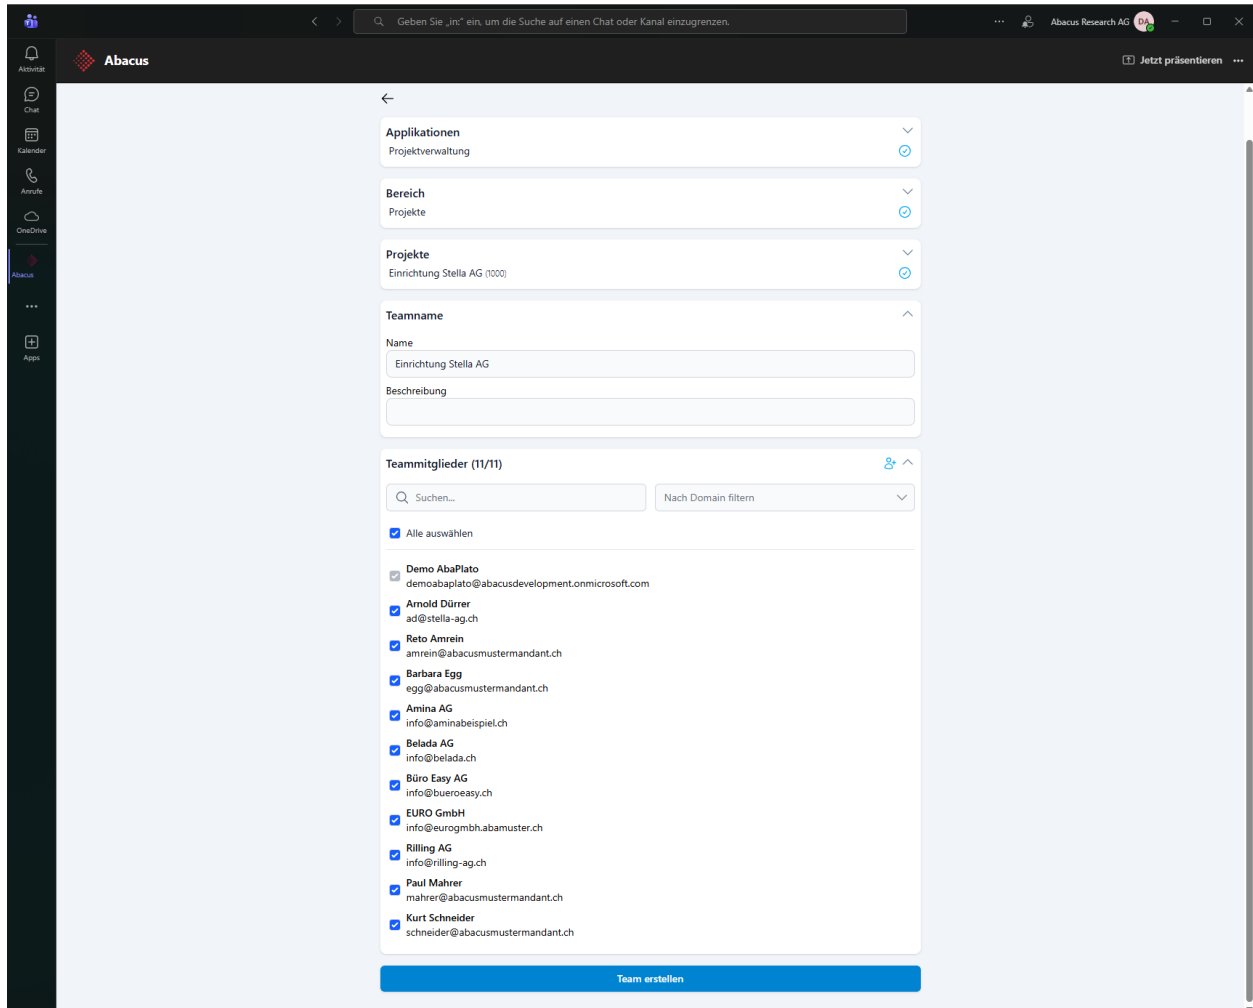 Geben Sie „in:" ein, um die Suche auf einen Chat oder Kanal einzugrenzen.
Abacus Research AG
DA
Aktivität
Chat
Kalender
Anrufe
OneDrive
Abacus
Apps
Abacus
Jetzt präsentieren
Applikationen
Projektverwaltung
Bereich
Projekte
Projekte
Einrichtung Stella AG (1000)
Teamname
Name
Einrichtung Stella AG
Beschreibung
Teammitglieder (11/11)
Suchen...
Nach Domain filtern
Alle auswählen
Demo AbaPlato
demoabaplato@abacusdevelopment.onmicrosoft.com
Arnold Dürrer
ad@stella-ag.ch
Reto Amrein
amrein@abacusmustermandant.ch
Barbara Egg
egg@abacusmustermandant.ch
Amina AG
info@aminabeispiel.ch
Belada AG
info@belada.ch
Büro Easy AG
info@bueroeasy.ch
EURO GmbH
info@eurogmbh.abamuster.ch
Rilling AG
info@rilling-ag.ch
Paul Mahrer
mahrer@abacusmustermandant.ch
Kurt Schneider
schneider@abacusmustermandant.ch
Team erstellen